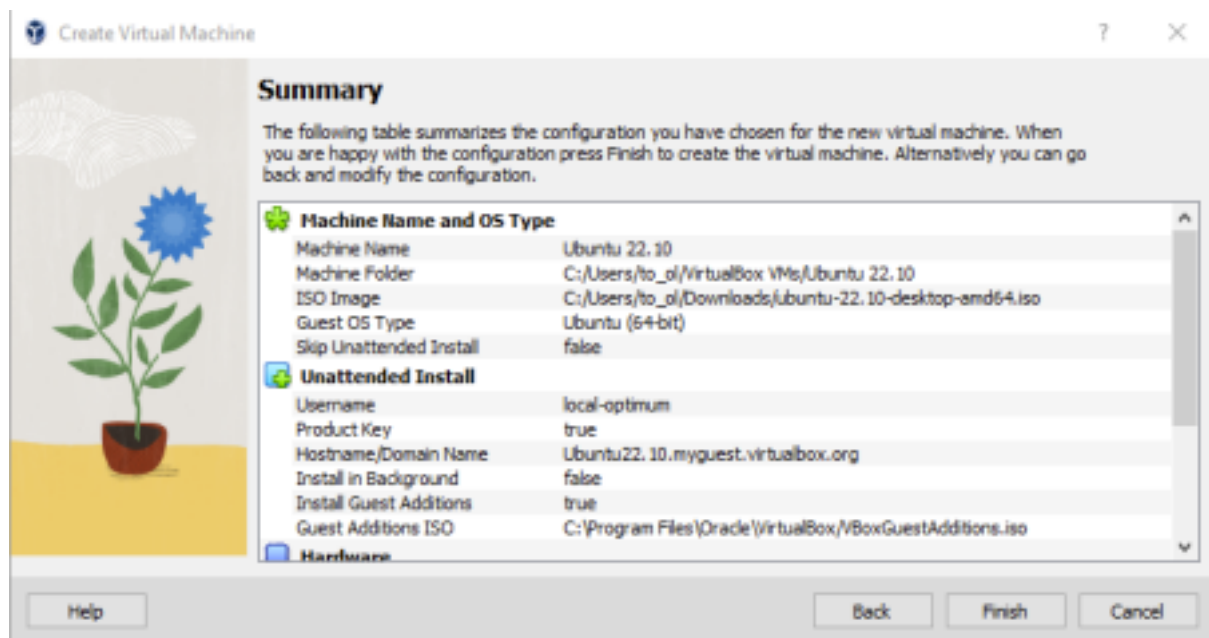 Create Virtual Machine ?
Summary
The following table summarizes the configuration you have chosen for the new virtual machine. When
you are happy with the configuration press Finish to create the virtual machine. Alternatively you can go
back and modify the configuration.
Machine Name and OS Type
Machine Name Ubuntu 22.10
Machine Folder C:/Users/to_ol/VirtualBox VMs/Ubuntu 22.10
ISO Image C:/Users/to_ol/Downloads/ubuntu-22.10-desktop-amd64.iso
Guest OS Type Ubuntu (64-bit)
Skip Unattended Install false
Unattended Install
Username local-optimum
Product Key true
Hostname/Domain Name Ubuntu22.10.myguest.virtualbox.org
Install in Background false
Install Guest Additions true
Guest Additions ISO C:\Program Files\Oracle\VirtualBox/VBoxGuestAdditions.iso
Hardware
Help Back Finish Cancel